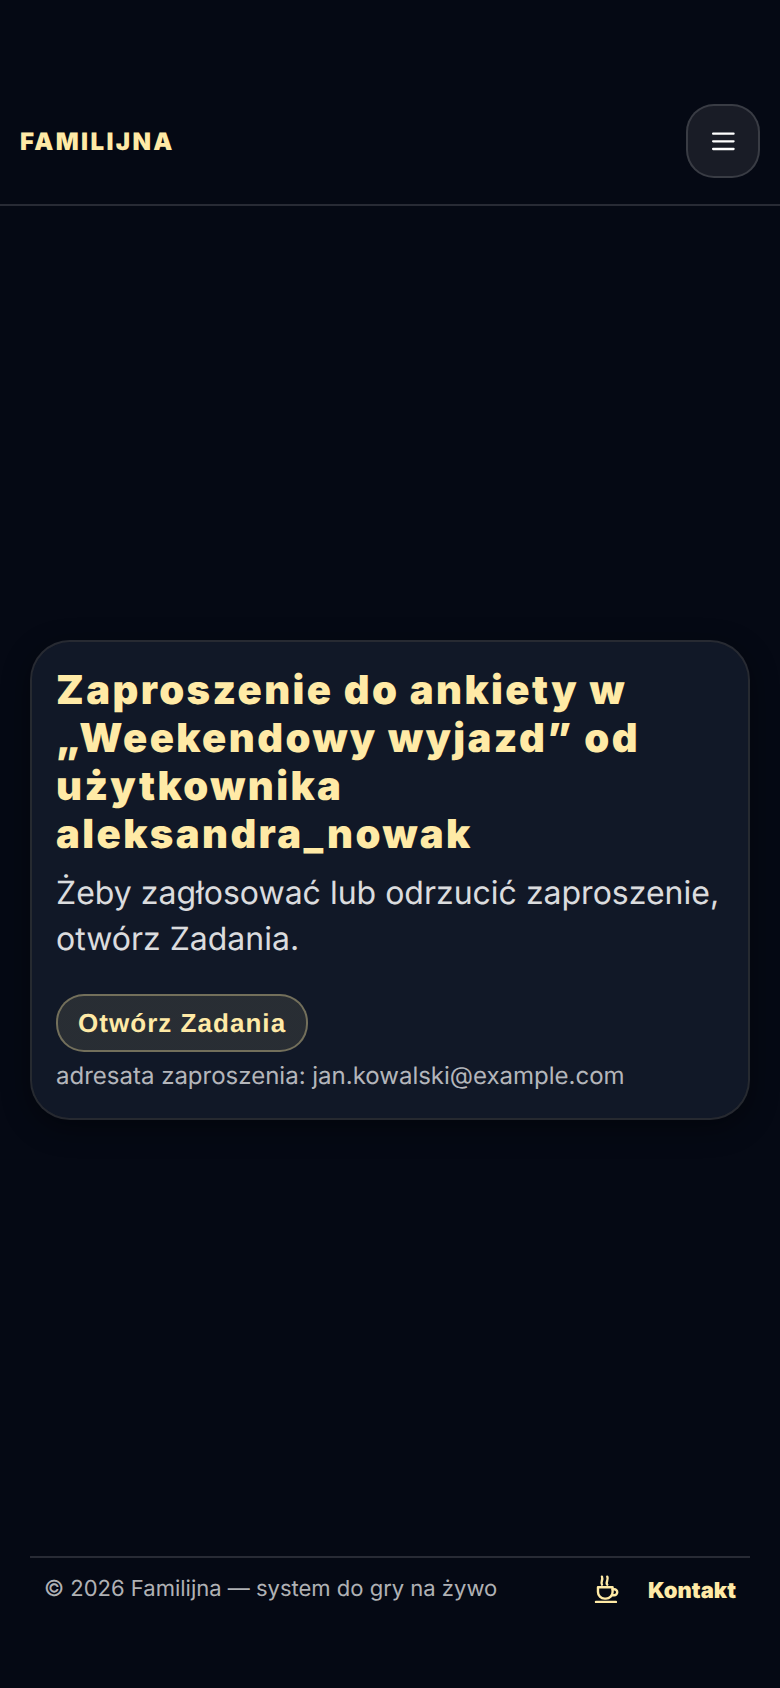 FAMILIJNA
Zaproszenie do ankiety w
„Weekendowy wyjazd” od
użytkownika
aleksandra_nowak
Żeby zagłosować lub odrzucić zaproszenie,
otwórz Zadania.
Otwórz Zadania
adresata zaproszenia: jan.kowalski@example.com
© 2026 Familijna — system do gry na żywo
Kontakt